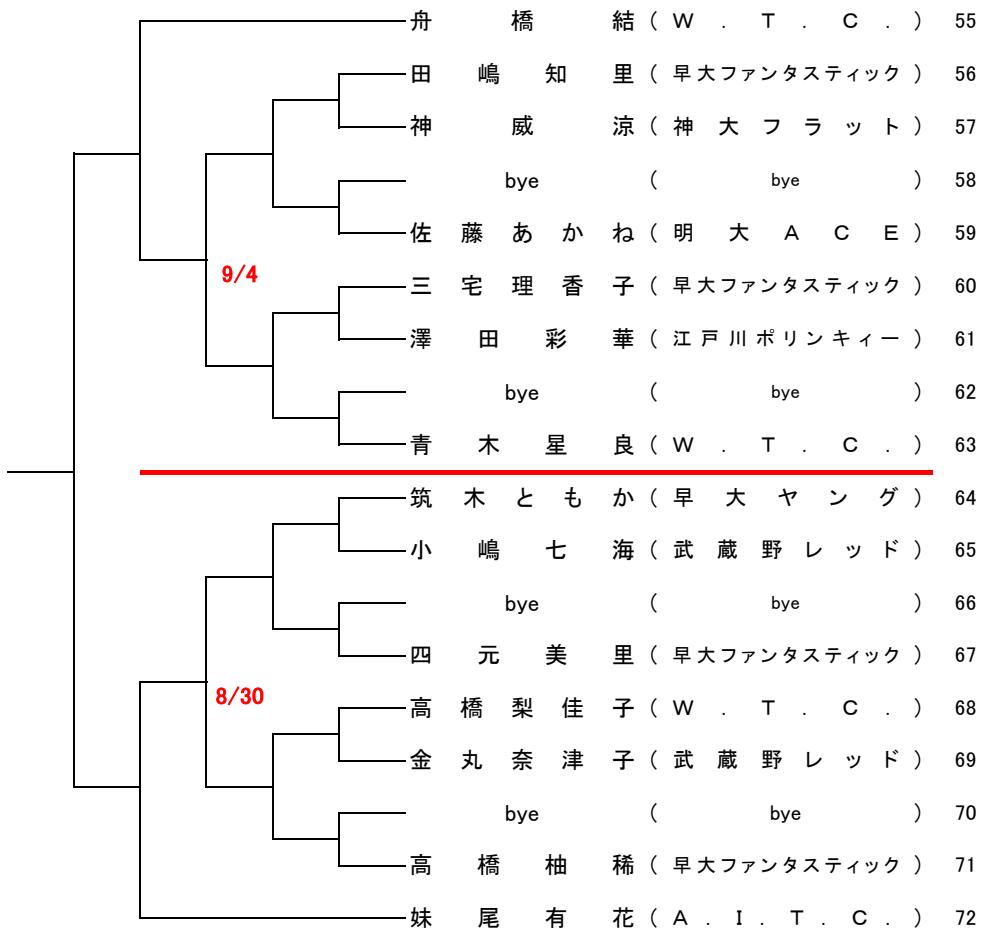 舟橋結(W.T.C.) 55
田嶋知里(早大ファンタスティック) 56
神威涼(神大フラット) 57
bye(bye) 58
佐藤あかね(明大ACE) 59
9/4
三宅理香子(早大ファンタスティック) 60
澤田彩華(江戸川ポリンキィー) 61
bye(bye) 62
青木星良(W.T.C.) 63
筑木ともか(早大ヤング) 64
小嶋七海(武蔵野レッド) 65
bye(bye) 66
四元美里(早大ファンタスティック) 67
8/30
高橋梨佳子(W.T.C.) 68
金丸奈津子(武蔵野レッド) 69
bye(bye) 70
高橋柚稀(早大ファンタスティック) 71
妹尾有花(A.I.T.C.) 72